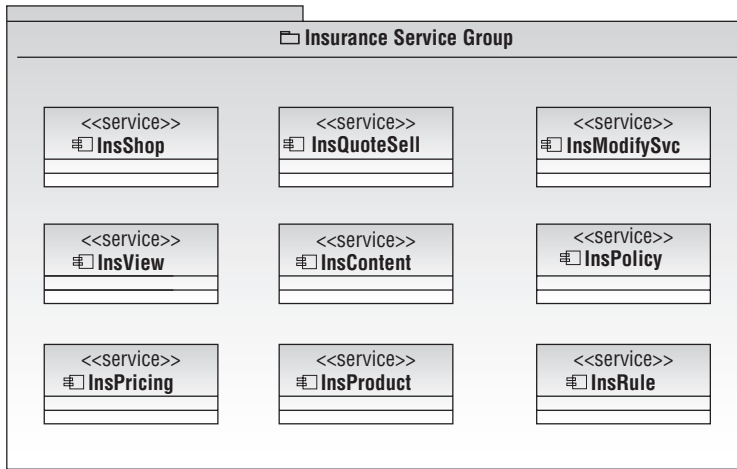 Insurance Service Group
<<service>>
InsShop
<<service>>
InsQuoteSell
<<service>>
InsModifySvc
<<service>>
InsView
<<service>>
InsContent
<<service>>
InsPolicy
<<service>>
InsPricing
<<service>>
InsProduct
<<service>>
InsRule